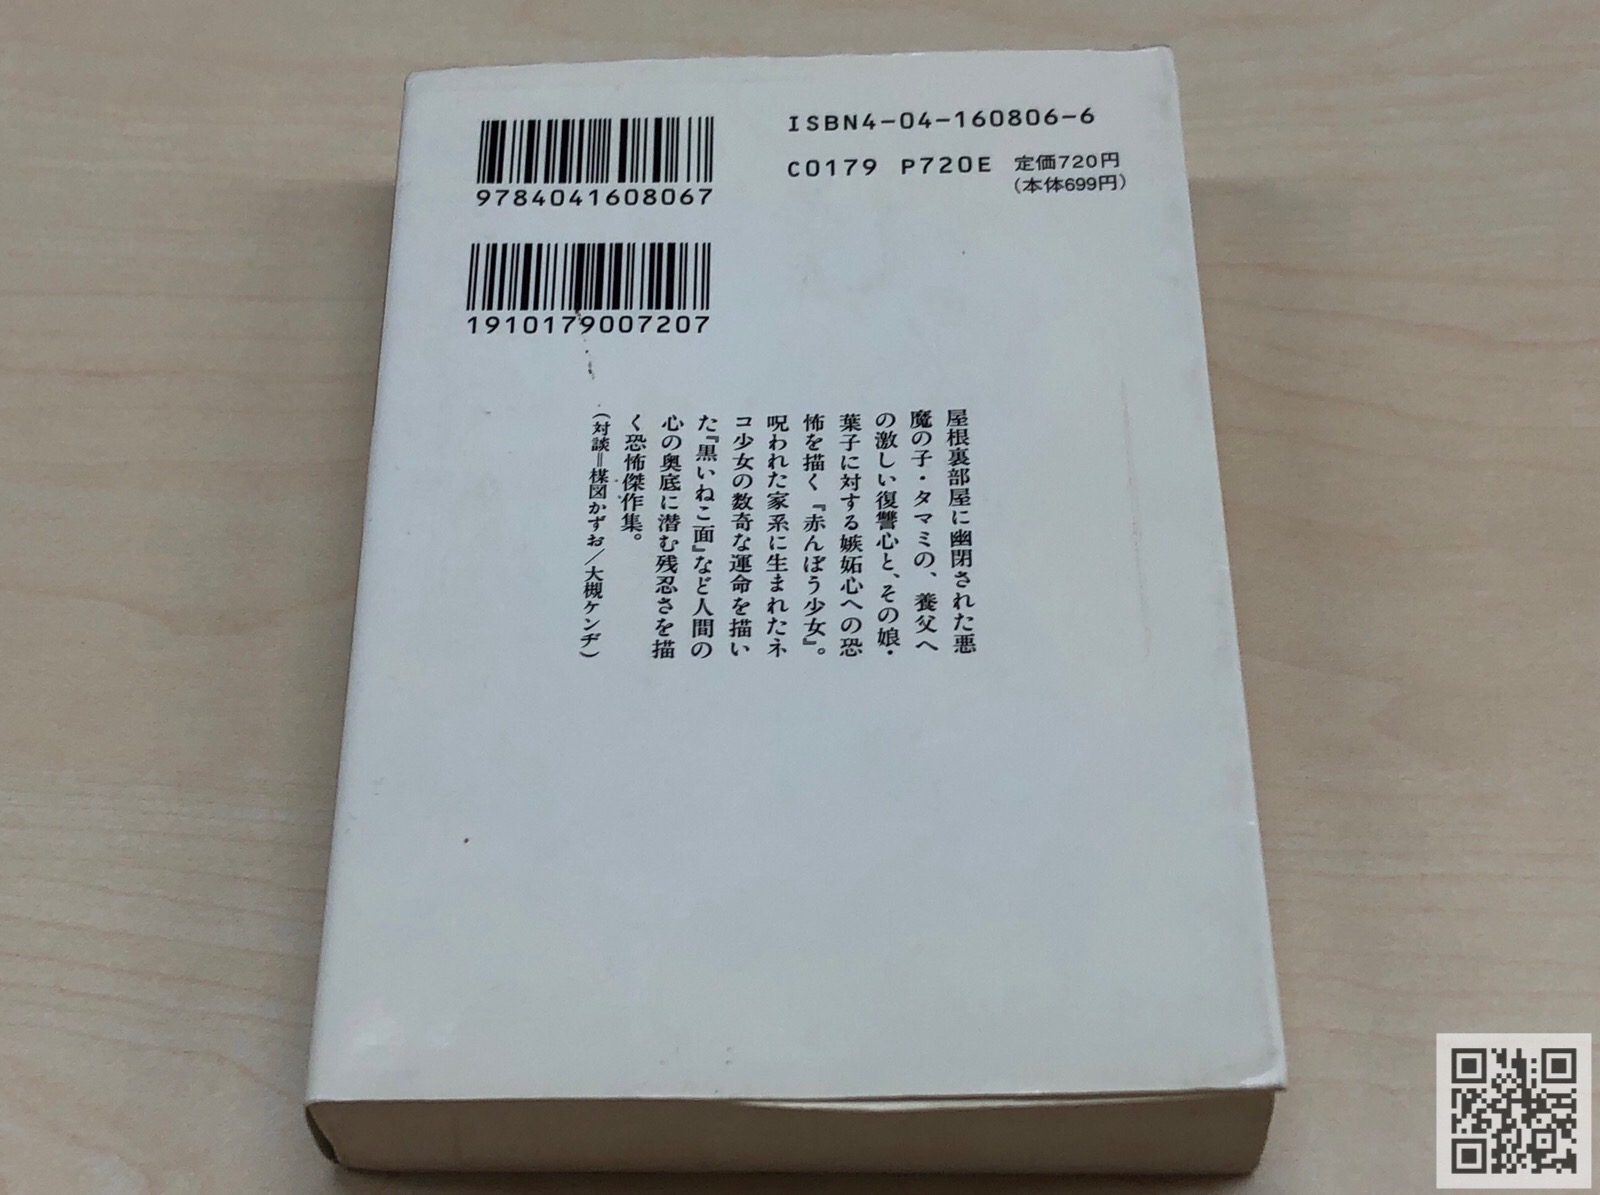 ISBN4-04-160806-6
C0179 P720E 定価720円
(本体699円)
9784041608067
1910179007207
屋根裏部屋に幽閉された悪
魔の子・タマミの、養父へ
の激しい復讐心と、その娘・
葉子に対する嫉妬心への恐
怖を描く『赤んぼう少女』。
呪われた家系に生まれたネ
コ少女の数奇な運命を描い
た『黒いねこ面』など人間の
心の奥底に潜む残忍さを描
く恐怖傑作集。
(対談=楳図かずお/大槻ケンヂ)